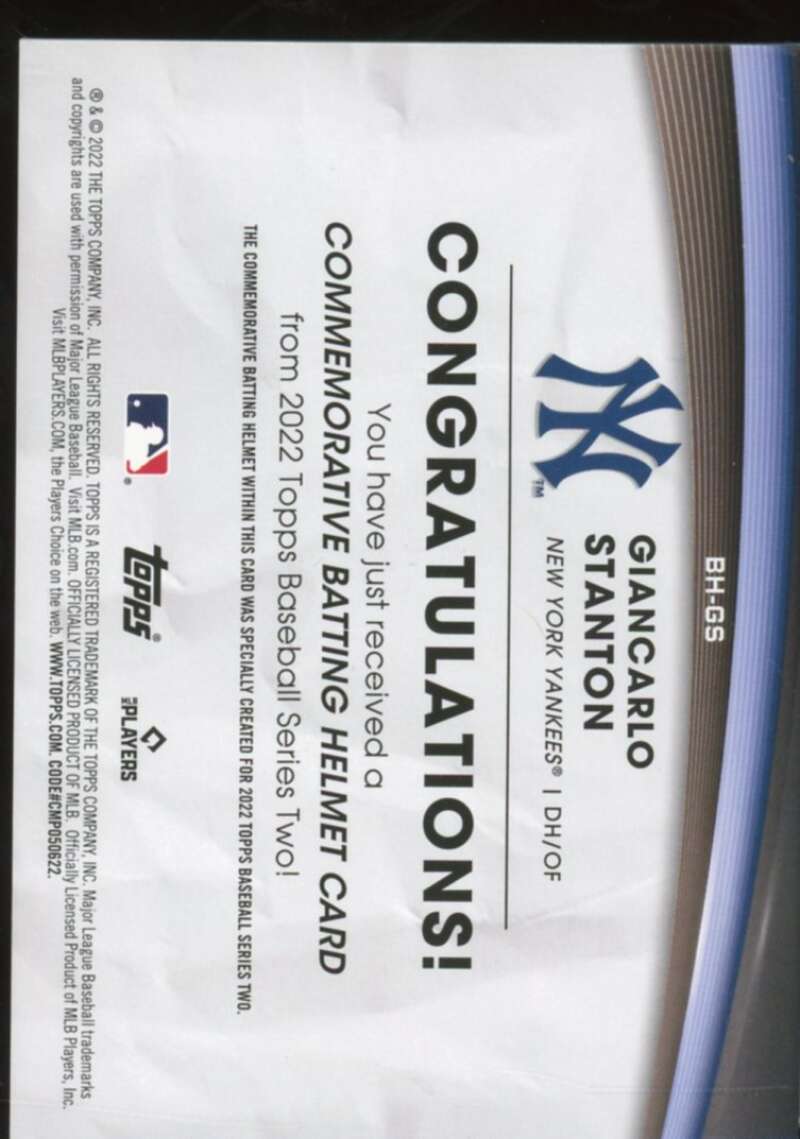 BH-GS
GIANCARLO
STANTON
NEW YORK YANKEES® | DH/OF
NY™
CONGRATULATIONS!
You have just received a
COMMEMORATIVE BATTING HELMET CARD
from 2022 Topps Baseball Series Two!
THE COMMEMORATIVE BATTING HELMET WITHIN THIS CARD WAS SPECIALLY CREATED FOR 2022 TOPPS BASEBALL SERIES TWO.
topps®
MLB PLAYERS
® & © 2022 THE TOPPS COMPANY, INC. ALL RIGHTS RESERVED. TOPPS IS A REGISTERED TRADEMARK OF THE TOPPS COMPANY, INC. Major League Baseball trademarks
and copyrights are used with permission of Major League Baseball. Visit MLB.com. OFFICIALLY LICENSED PRODUCT OF MLB. Officially Licensed Product of MLB Players, Inc.
Visit MLBPLAYERS.COM, the Players Choice on the web. WWW.TOPPS.COM. CODE#CMP050622.